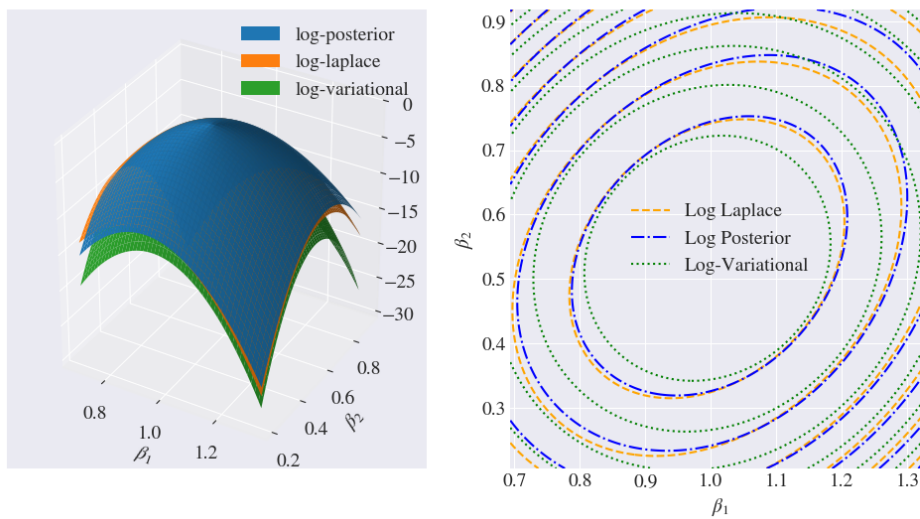 log-posterior
log-laplace
log-variational
0
−5
−10
−15
−20
−25
−30
0.8
1.0
1.2
β1
0.2
0.4
0.6
0.8
β2
0.9
0.8
0.7
0.6
0.5
0.4
0.3
β2
Log Laplace
Log Posterior
Log-Variational
0.7 0.8 0.9 1.0 1.1 1.2 1.3
β1